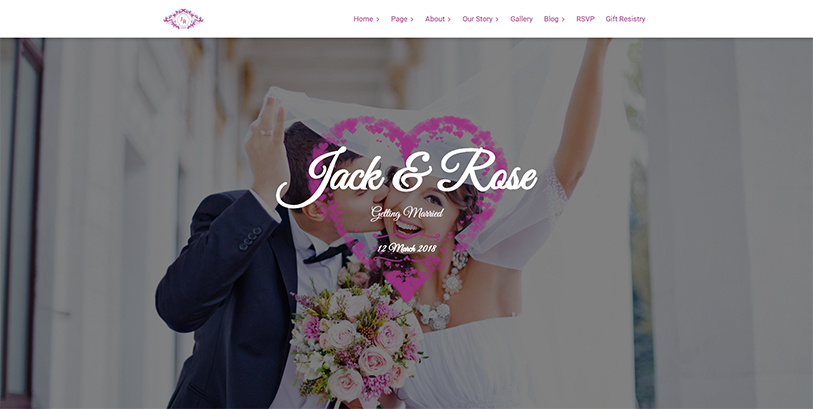 Home Page About Our Story Gallery Blog RSVP Gift Resistry
Jack & Rose
Getting Married
12 March 2018